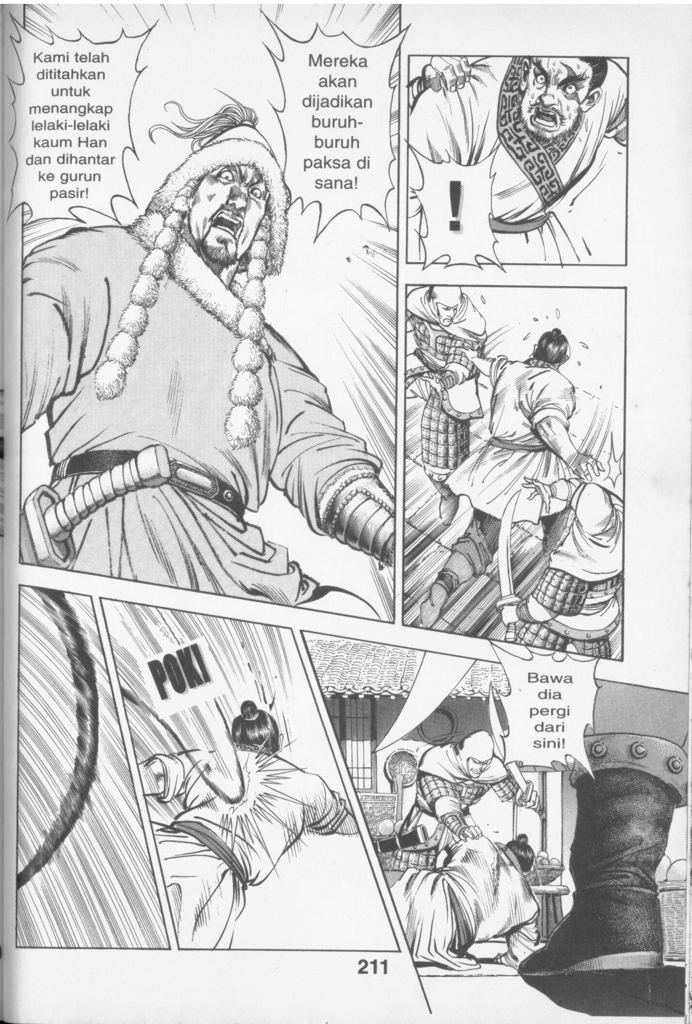 Kami telah
dititahkan
untuk
menangkap
lelaki-lelaki
kaum Han
dan dihantar
ke gurun
pasir!
Mereka
akan
dijadikan
buruh-
buruh
paksa di
sana!
!
POK!
Bawa
dia
pergi
dari
sini!
211